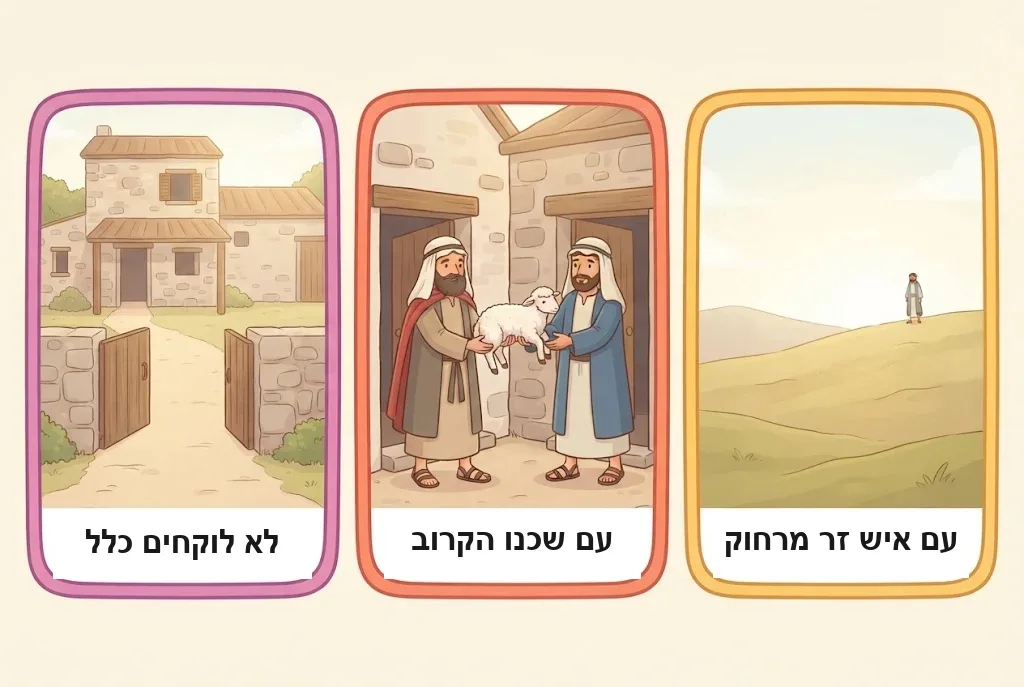 עם איש זר מרחוק
עם שכנו הקרוב
לא לוקחים כלל